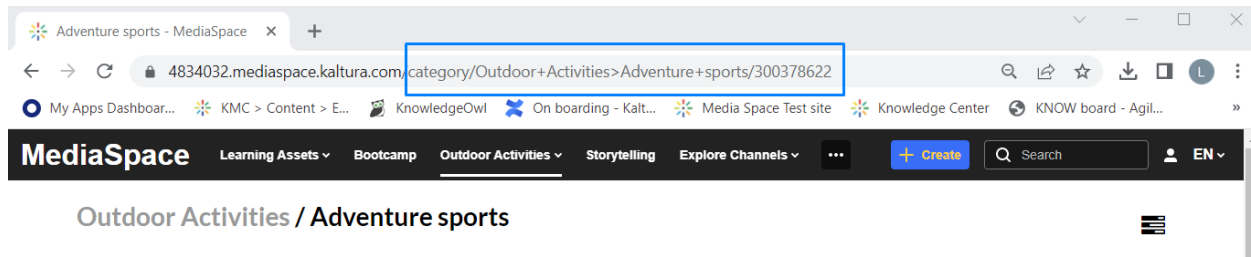 Adventure sports - MediaSpace
4834032.mediaspace.kaltura.com/category/Outdoor+Activities>Adventure+sports/300378622 L
My Apps Dashboar... KMC > Content > E... KnowledgeOwl On boarding - Kalt... Media Space Test site Knowledge Center KNOW board - Agil... »
MediaSpace Learning Assets Bootcamp Outdoor Activities Storytelling Explore Channels ••• + Create Search EN
Outdoor Activities / Adventure sports